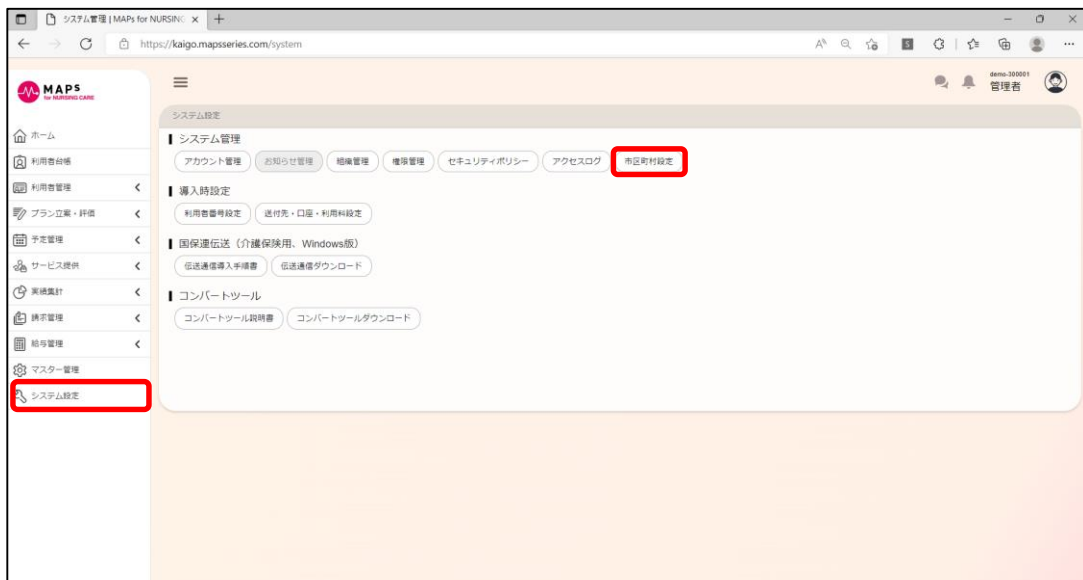 システム管理 | MAPs for NURSING
https://kaigo.mapsseries.com/system
MAPS
for NURSING CARE
demo-300001
管理者
ホーム
利用者台帳
利用者管理
プラン立案・評価
予定管理
サービス提供
実績集計
請求管理
給与管理
マスター管理
システム設定
システム設定
システム管理
アカウント管理 お知らせ管理 組織管理 権限管理 セキュリティポリシー アクセスログ 市区町村設定
導入時設定
利用者番号設定 送付先・口座・利用料設定
国保連伝送（介護保険用、Windows版）
伝送通信導入手順書 伝送通信ダウンロード
コンバートツール
コンバートツール説明書 コンバートツールダウンロード